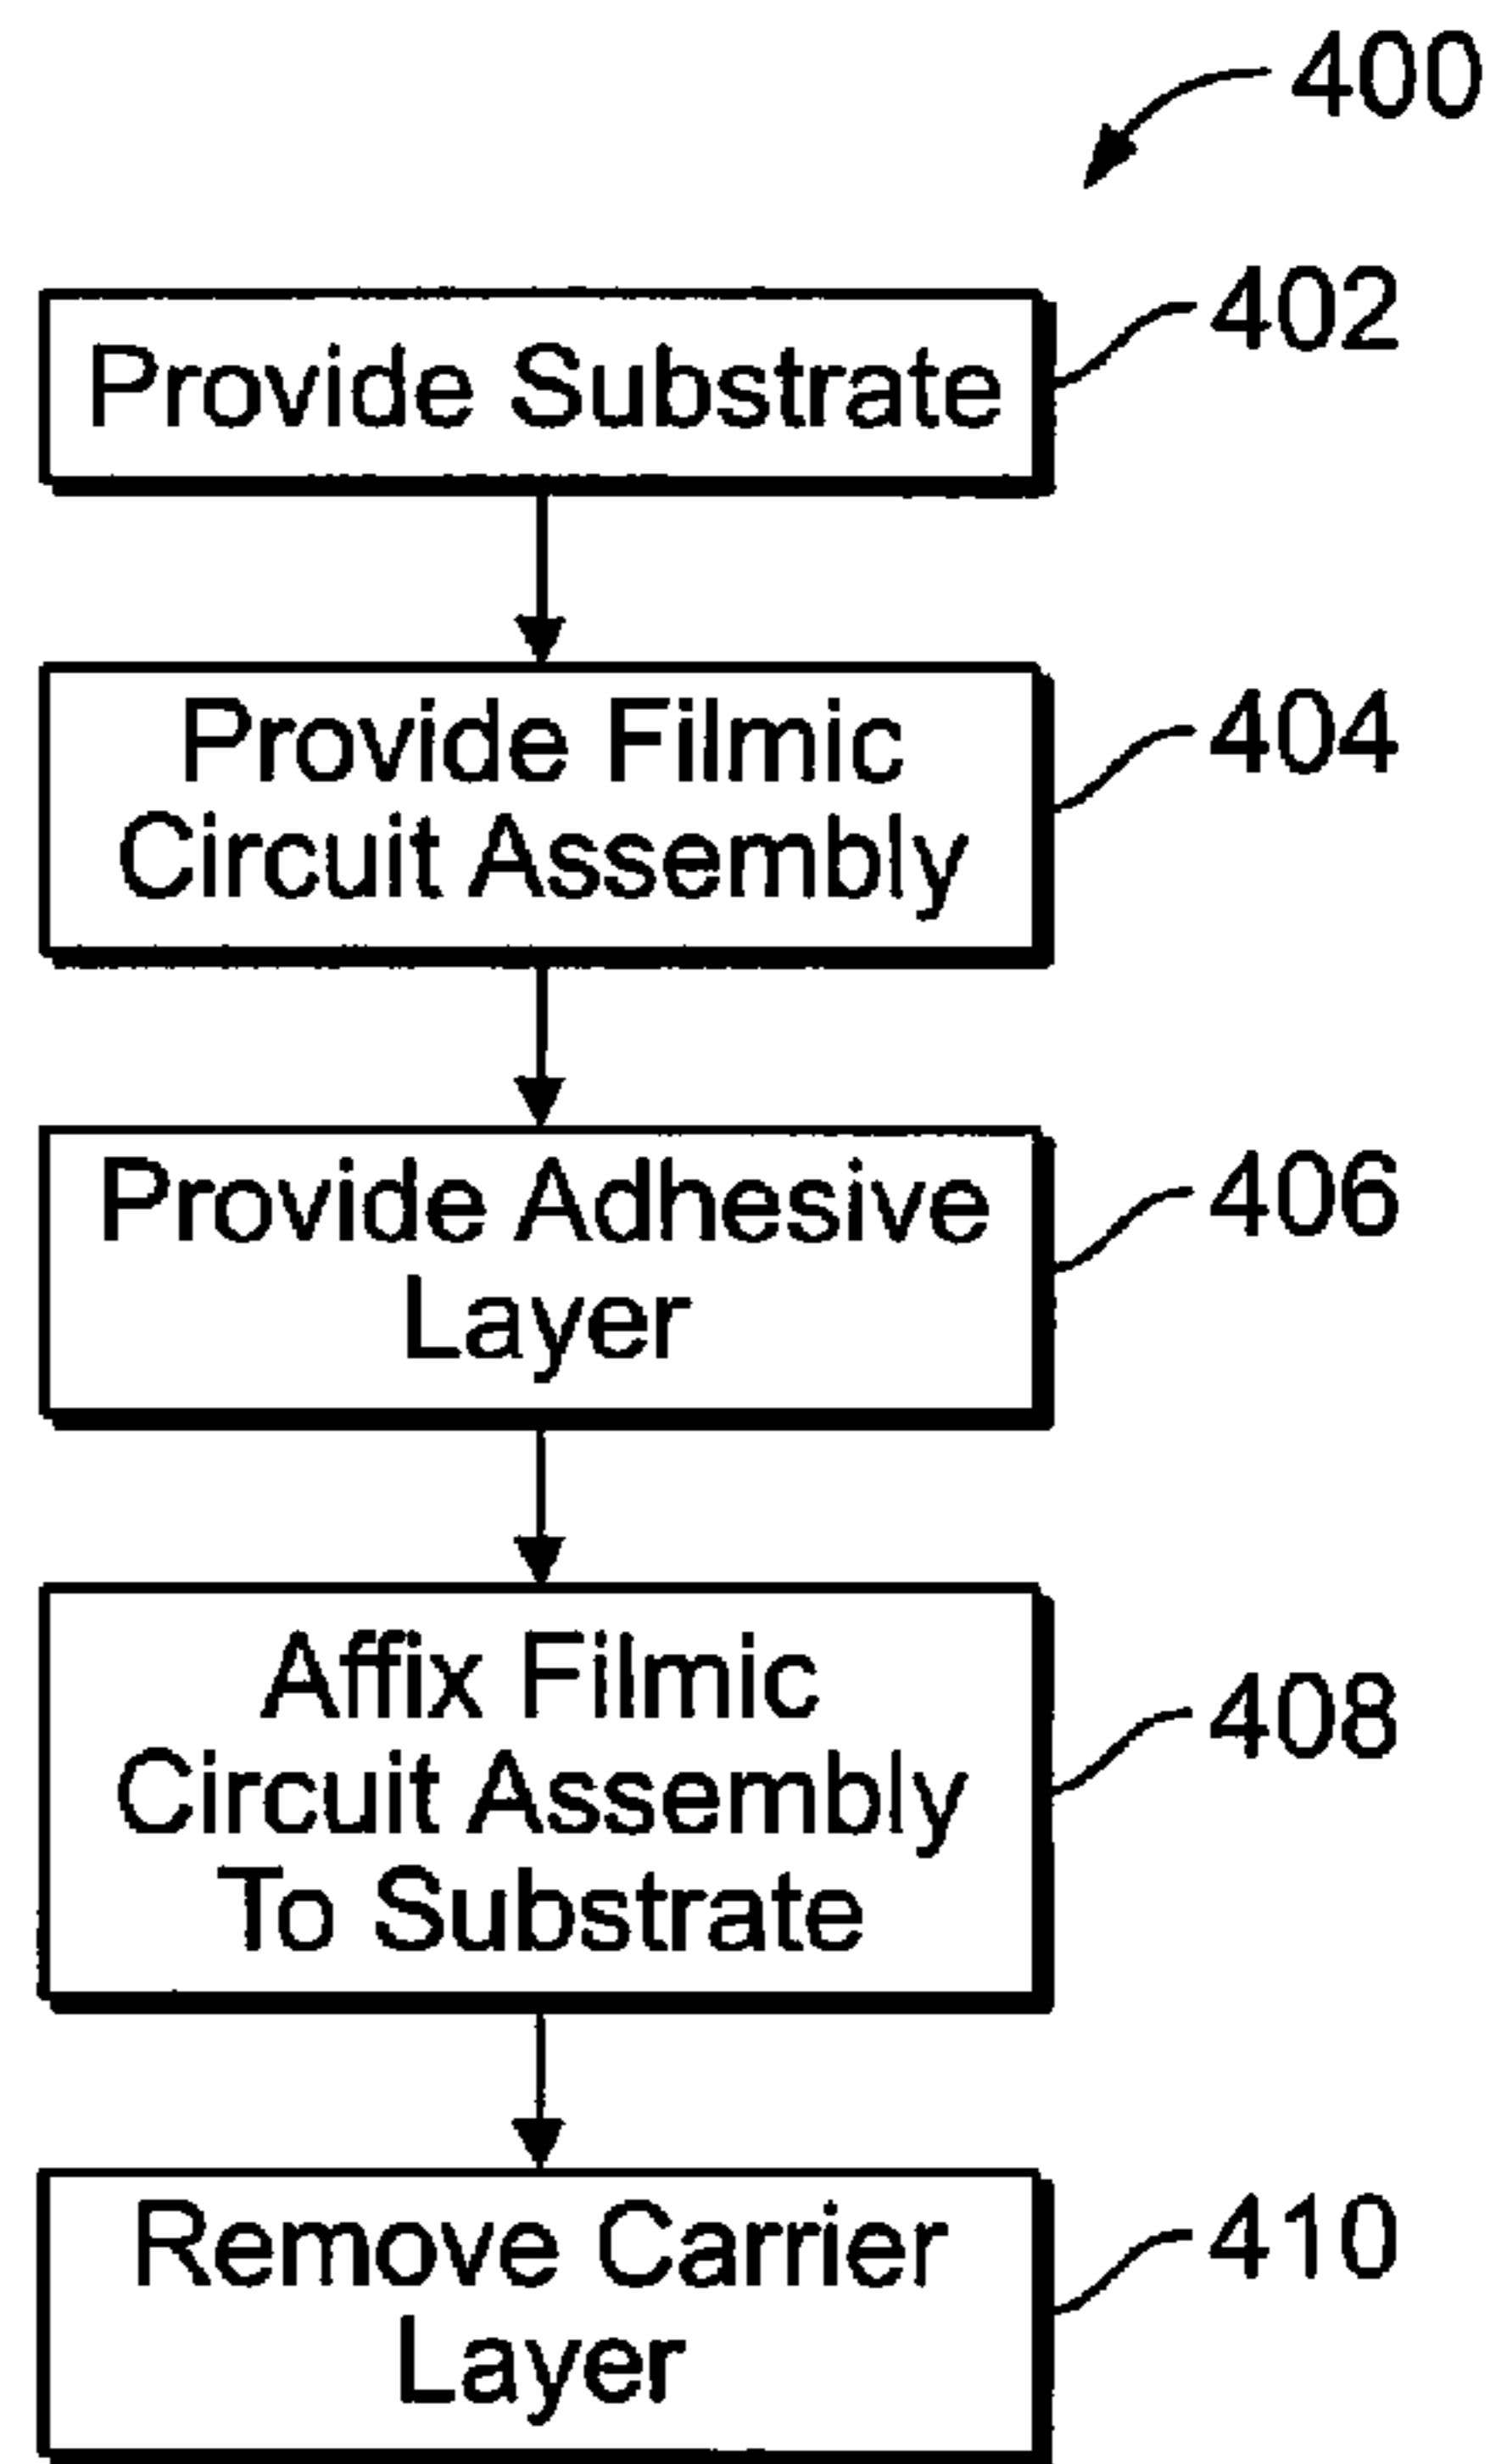 400
Provide Substrate
402
Provide Filmic
Circuit Assembly
404
Provide Adhesive
Layer
406
Affix Filmic
Circuit Assembly
To Substrate
408
Remove Carrier
Layer
410